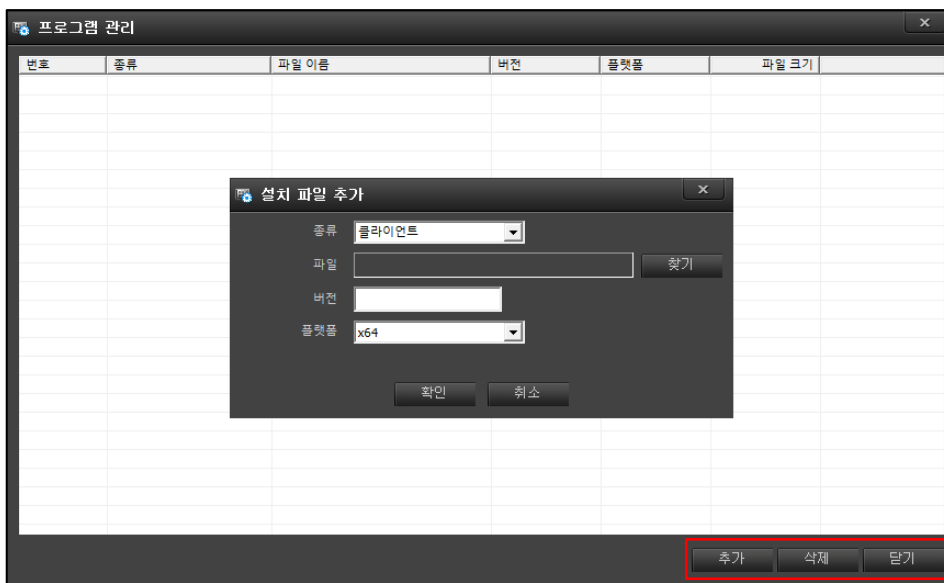 프로그램 관리
번호 종류 파일 이름 버전 플랫폼 파일 크기
설치 파일 추가
종류 클라이언트
파일 찾기
버전
플랫폼 x64
확인 취소
추가 삭제 닫기